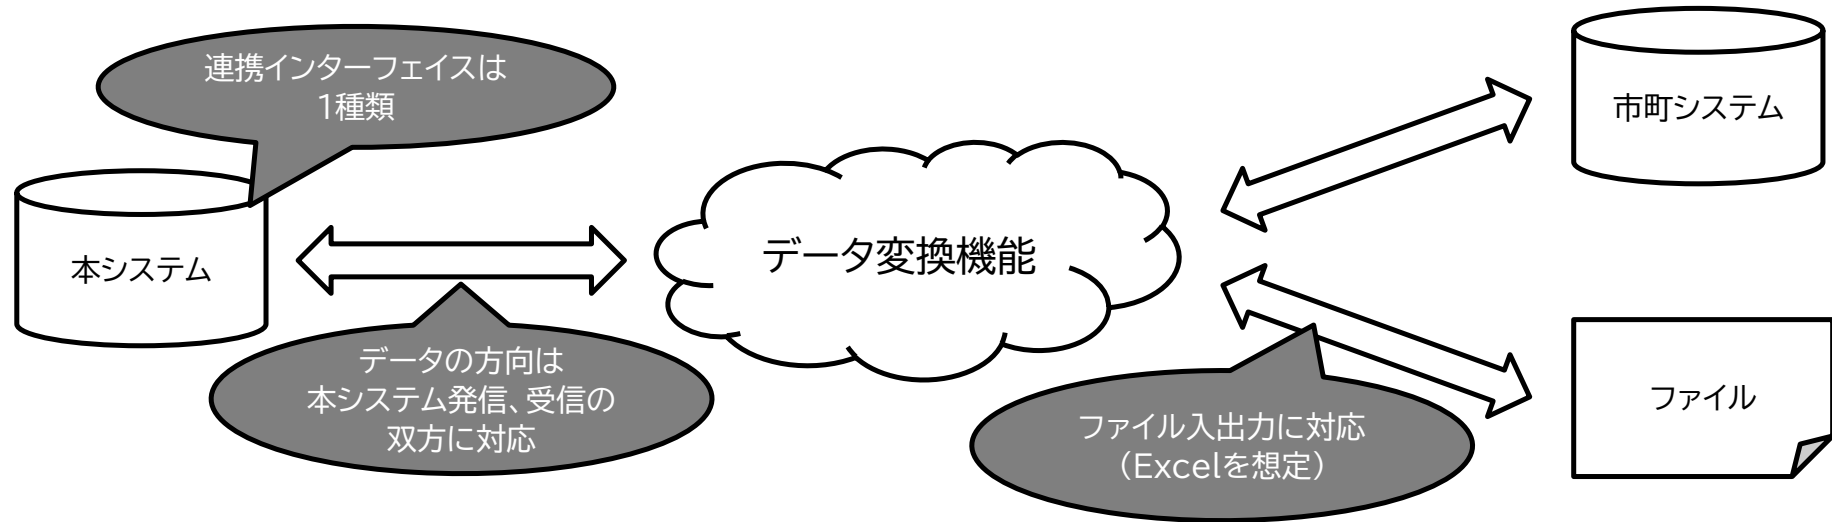 連携インターフェイスは
1種類
市町システム
本システム
データ変換機能
データの方向は
本システム発信、受信の
双方に対応
ファイル入出力に対応
（Excelを想定）
ファイル